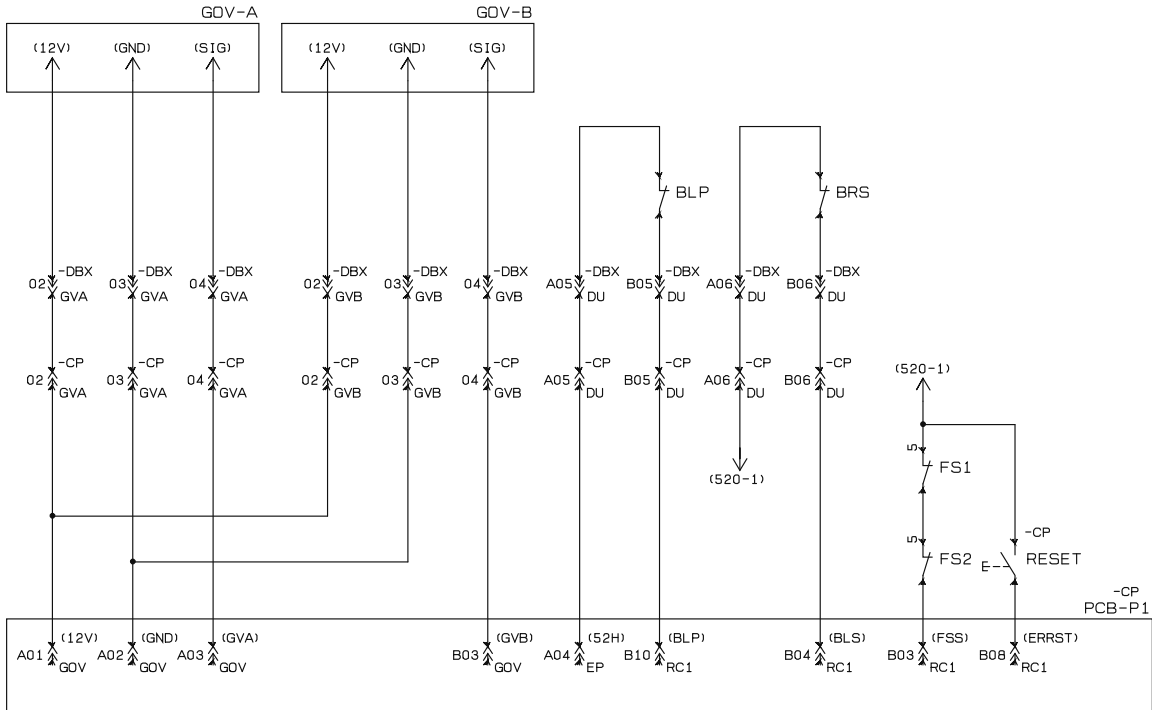 GOV-A GOV-B
(12V) (GND) (SIG) (12V) (GND) (SIG)
BLP BRS
-DBX -DBX -DBX -DBX -DBX -DBX -DBX -DBX -DBX -DBX
02 03 04 02 03 04 A05 B05 A06 B06
GVA GVA GVA GVB GVB GVB DU DU DU DU
-CP -CP -CP -CP -CP -CP -CP -CP -CP -CP
(520-1)
02 03 04 02 03 04 A05 B05 A06 B06
GVA GVA GVA GVB GVB GVB DU DU DU DU
5
FS1
(520-1)
5 -CP
FS2 E RESET
-CP
PCB-P1
(12V) (GND) (GVA) (GVB) (52H) (BLP) (BLS) (FSS) (ERRST)
A01 A02 A03 B03 A04 B10 B04 B03 B08
GOV GOV GOV GOV EP RC1 RC1 RC1 RC1